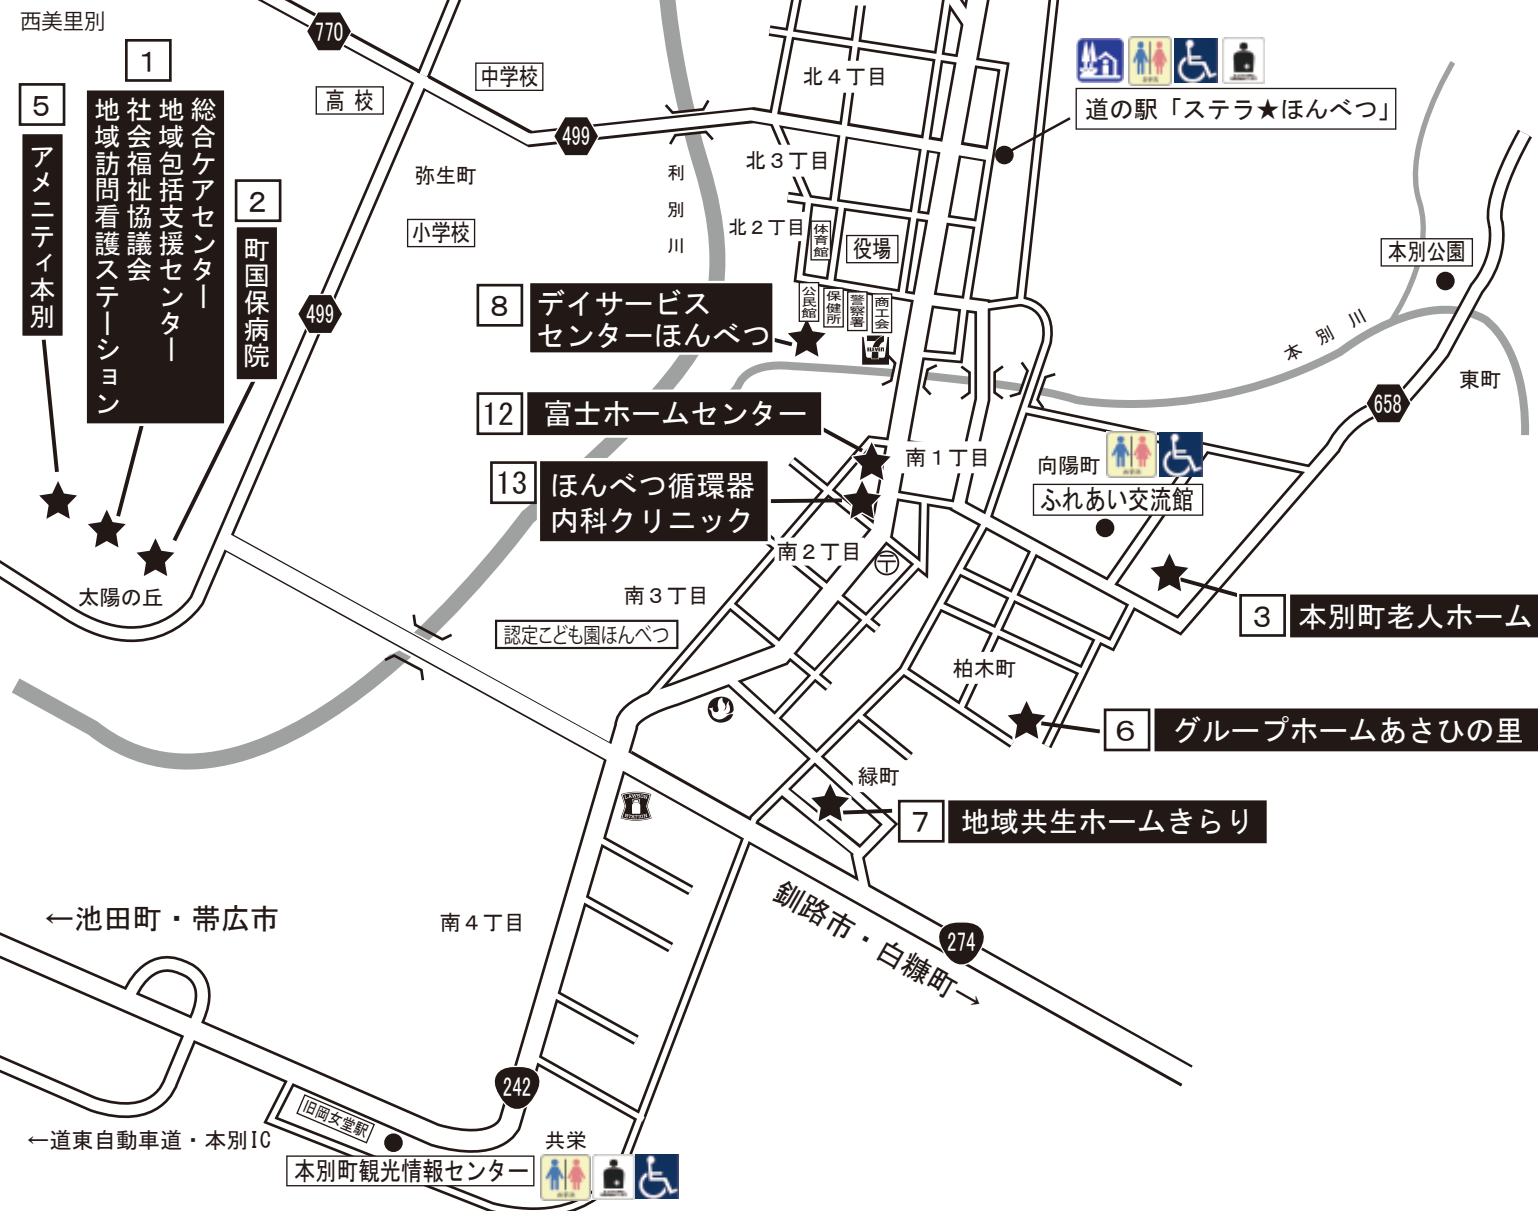 西美里別
770
中学校
高校
499
弥生町
小学校
利別川
北4丁目
北3丁目
北2丁目
体育館
役場
道の駅「ステラ★ほんべつ」
本別公園
本別川
東町
658
1
総合ケアセンター
地域包括支援センター
社会福祉協議会
地域訪問看護ステーション
5
アメニティ本別
2
町国保病院
499
太陽の丘
8
デイサービス
センターほんべつ
公民館
保健所
警察署
商工会
12
富士ホームセンター
13
ほんべつ循環器
内科クリニック
南1丁目
向陽町
ふれあい交流館
南2丁目
南3丁目
認定こども園ほんべつ
3
本別町老人ホーム
柏木町
6
グループホームあさひの里
緑町
7
地域共生ホームきらり
←池田町・帯広市
南4丁目
釧路市・白糠町→
274
242
旧岡女堂駅
←道東自動車道・本別IC
共栄
本別町観光情報センター